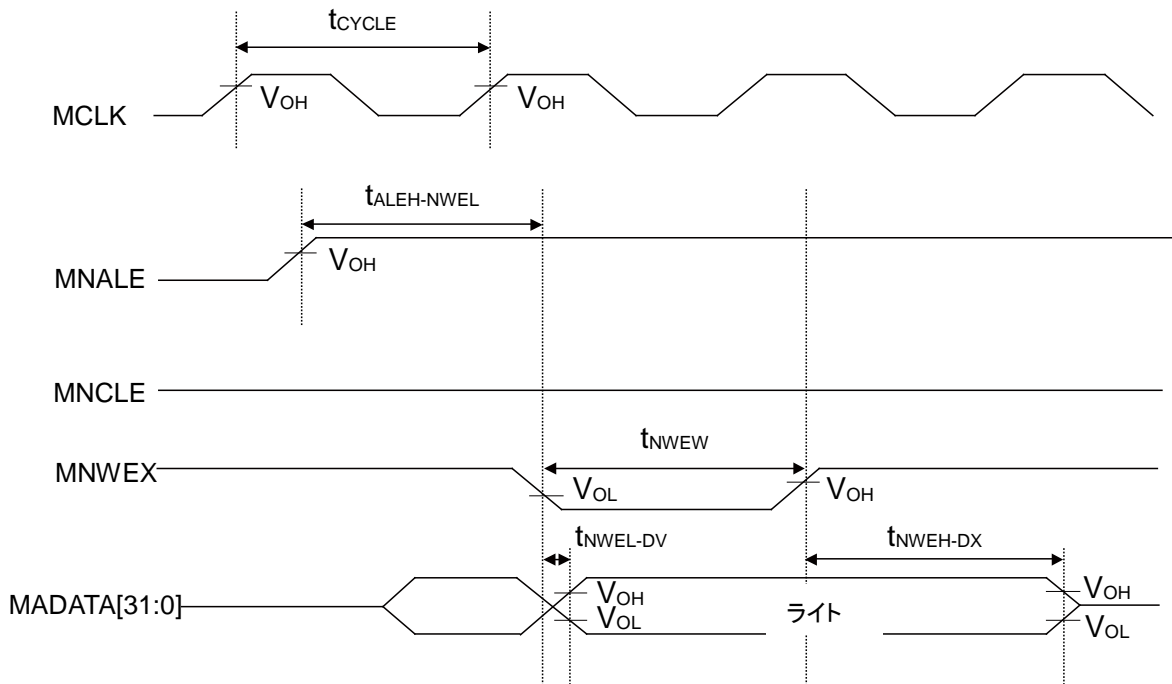 tCYCLE
VOH VOH
MCLK
tALEH-NWEL
VOH
MNALE
MNCLE
tNWEW
MNWEX
VOL VOH
tNWEL-DV tNWEH-DX
VOH VOH
MADATA[31:0] ライト
VOL VOL